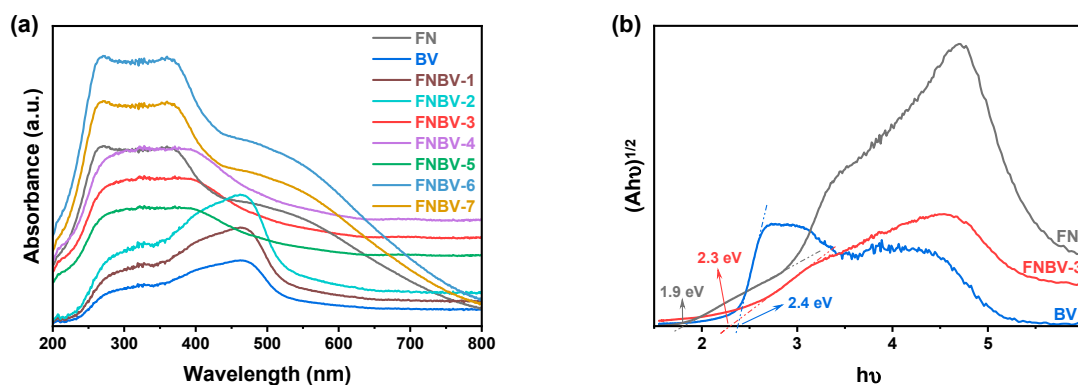 (a)
FN
BV
FNBV-1
FNBV-2
FNBV-3
FNBV-4
FNBV-5
FNBV-6
FNBV-7
Absorbance (a.u.)
200 300 400 500 600 700 800
Wavelength (nm)
(b)
(Ahυ)^1/2
FN
FNBV-3
BV
2.3 eV
1.9 eV
2.4 eV
2 3 4 5
hυ